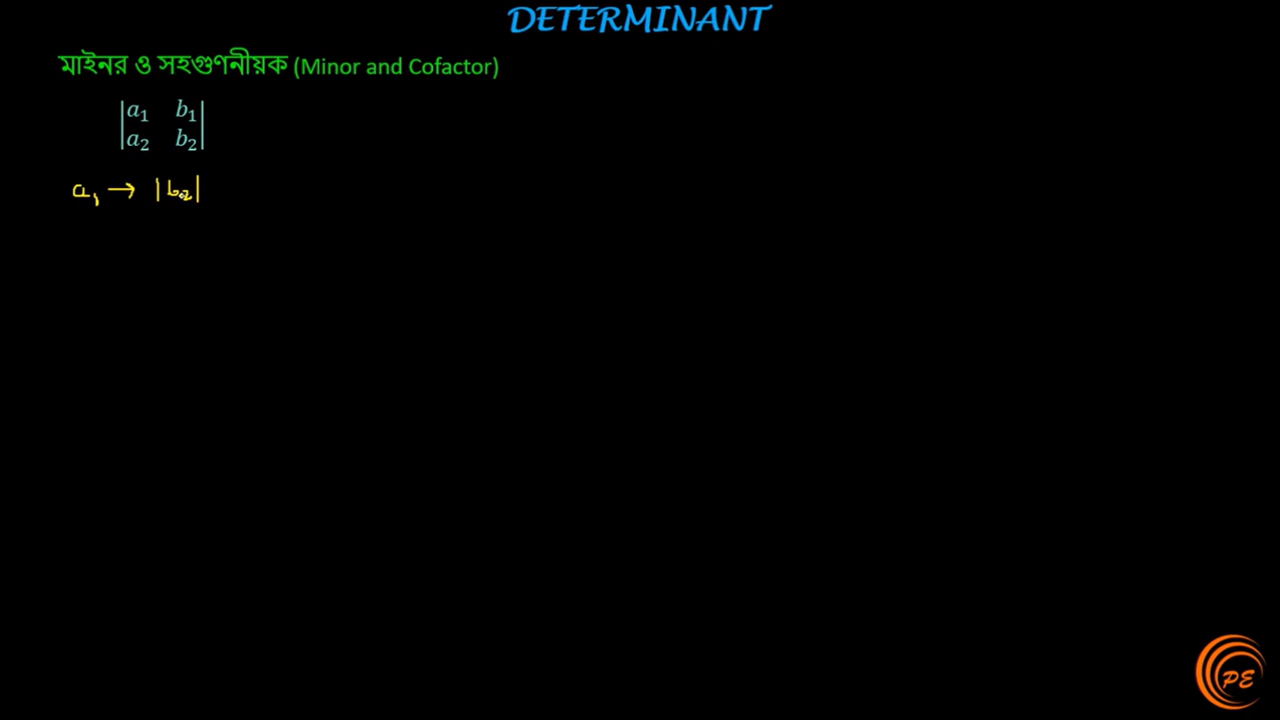 DETERMINANT
মাইনর ও সহগুণনীয়ক (Minor and Cofactor)
|a₁ b₁|
|a₂ b₂|
a₁ → |b₂|
PE